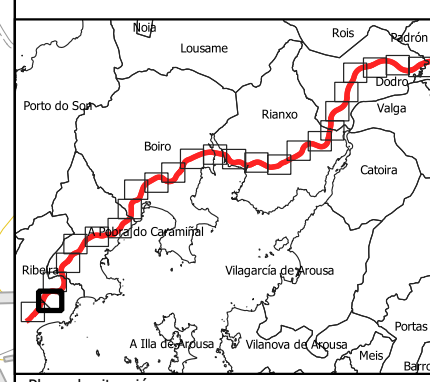 Noia
Rois
Padrón
Lousame
Dodro
Porto do Son
Rianxo
Valga
Boiro
Catoira
A Pobra do Caramiñal
Ribeira
Vilagarcía de Arousa
Portas
A Illa de Arousa
Vilanova de Arousa
Meis
Barro